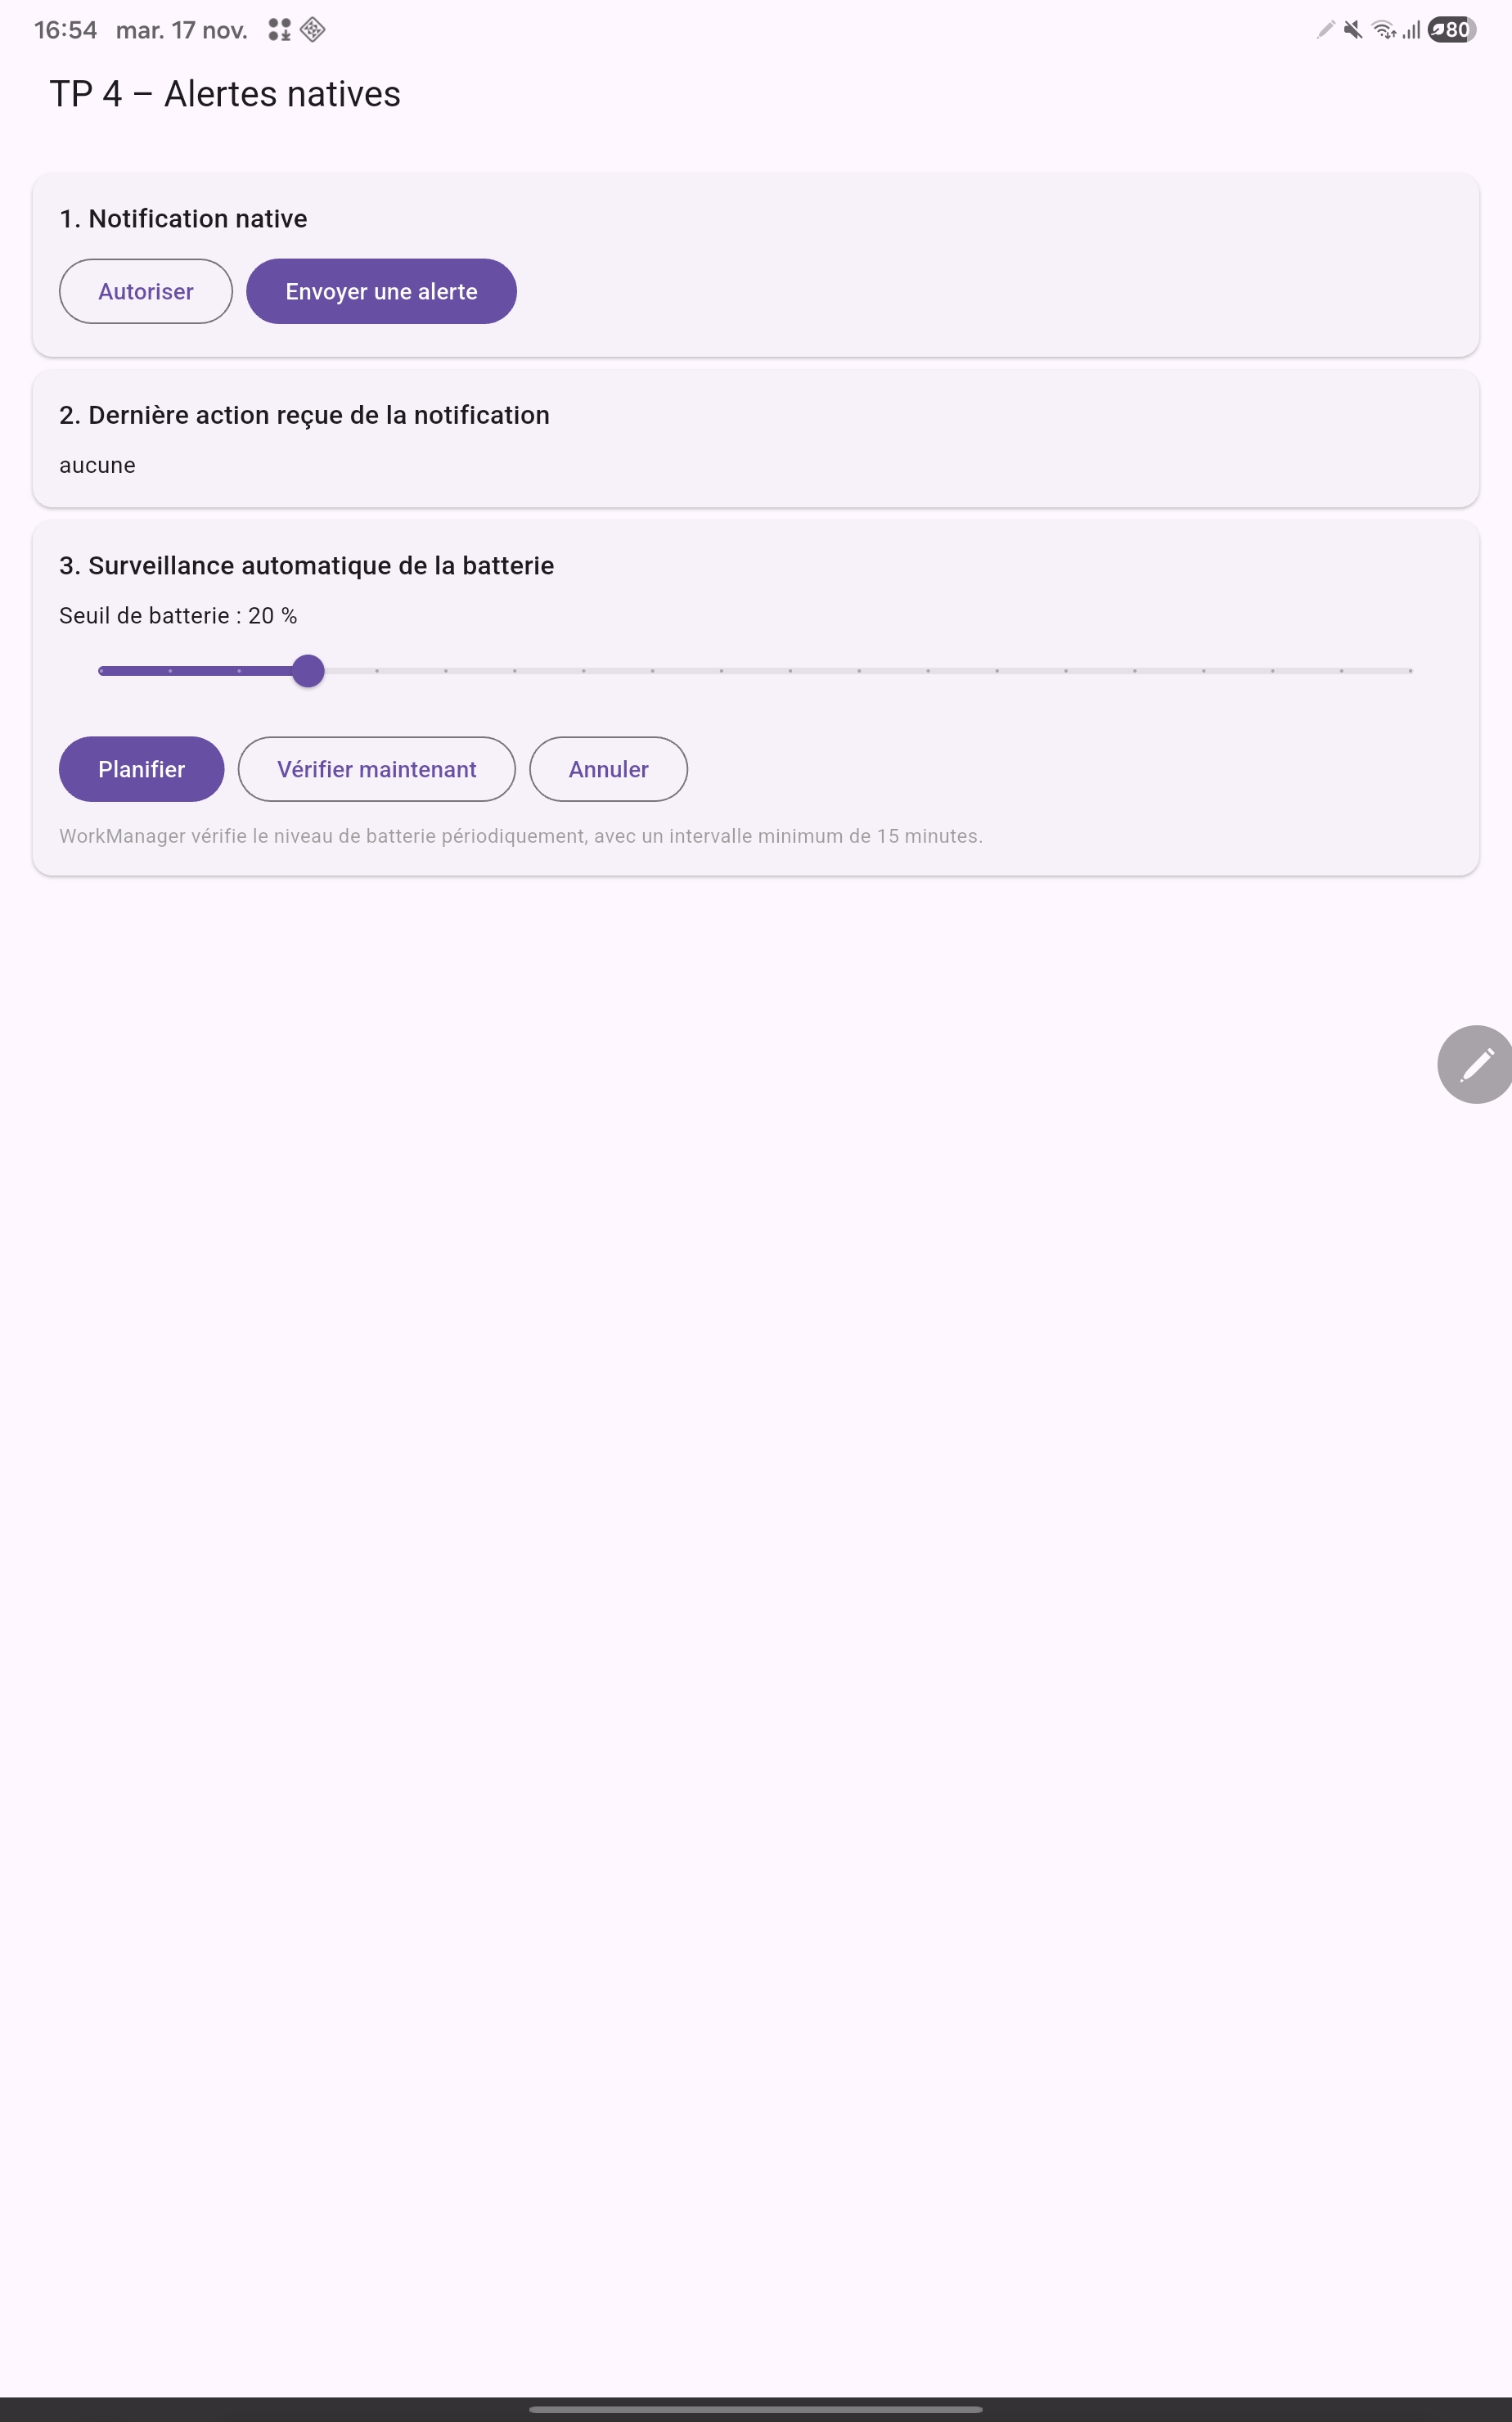 16:54 mar. 17 nov.
80
TP 4 – Alertes natives
1. Notification native
Autoriser
Envoyer une alerte
2. Dernière action reçue de la notification
aucune
3. Surveillance automatique de la batterie
Seuil de batterie : 20 %
Planifier
Vérifier maintenant
Annuler
WorkManager vérifie le niveau de batterie périodiquement, avec un intervalle minimum de 15 minutes.